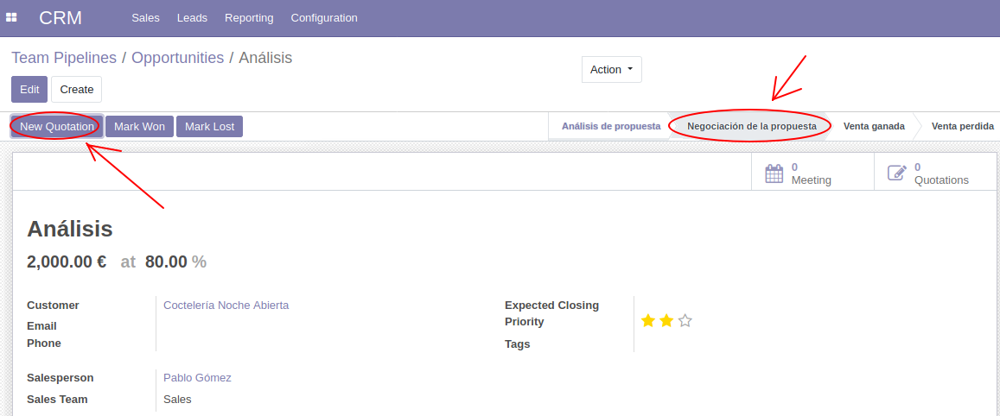 CRM Sales Leads Reporting Configuration
Team Pipelines / Opportunities / Análisis
Action
Edit Create
New Quotation Mark Won Mark Lost Análisis de propuesta Negociación de la propuesta Venta ganada Venta perdida
0 0
Meeting Quotations
Análisis
2,000.00 € at 80.00 %
Customer Coctelería Noche Abierta Expected Closing
Priority
Email
Phone Tags
Salesperson Pablo Gómez
Sales Team Sales